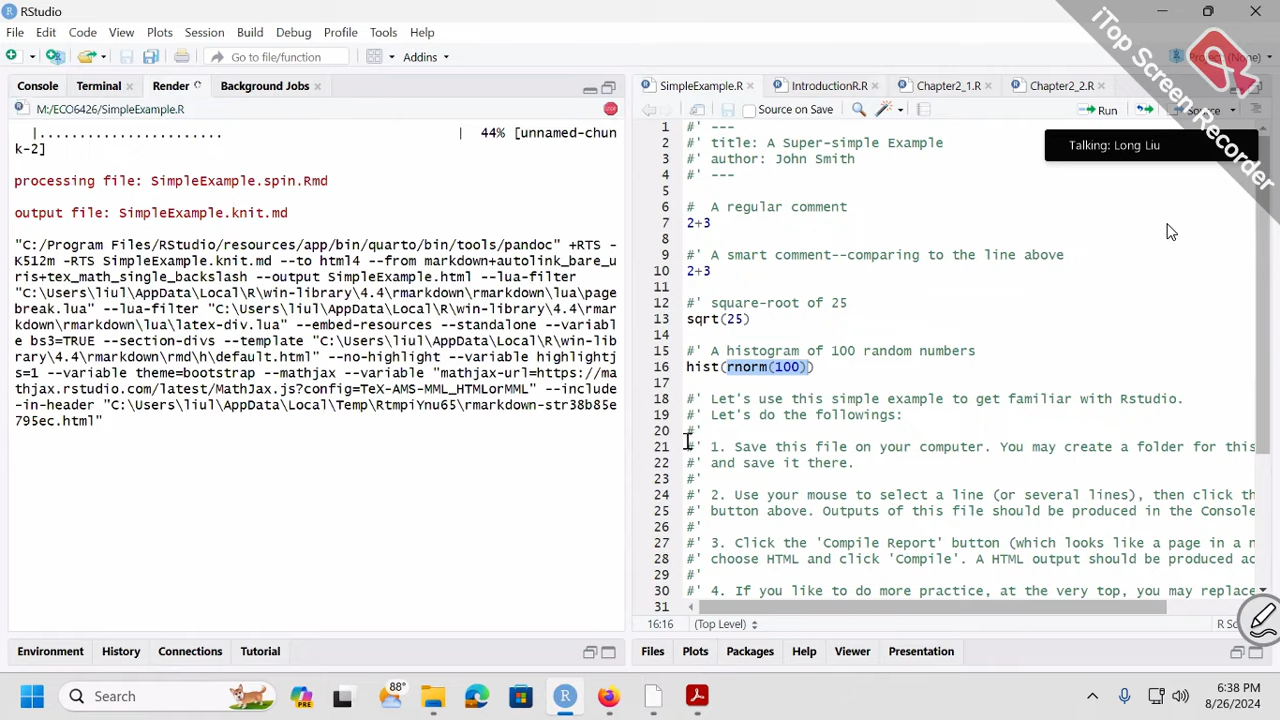 RStudio
File Edit Code View Plots Session Build Debug Profile Tools Help
Go to file/function
Addins
Project: (None)
iTop Screen Recorder
Console Terminal Render Background Jobs
M:/ECO6426/SimpleExample.R
|....................... | 44% [unnamed-chun
k-2]
processing file: SimpleExample.spin.Rmd
output file: SimpleExample.knit.md
"C:/Program Files/RStudio/resources/app/bin/quarto/bin/tools/pandoc" +RTS -
K512m -RTS SimpleExample.knit.md --to html4 --from markdown+autolink_bare_u
ris+tex_math_single_backslash --output SimpleExample.html --lua-filter
"C:\Users\liul\AppData\Local\R\win-library\4.4\rmarkdown\rmarkdown\lua\page
break.lua" --lua-filter "C:\Users\liul\AppData\Local\R\win-library\4.4\rmar
kdown\rmarkdown\lua\latex-div.lua" --embed-resources --standalone --variabl
e bs3=TRUE --section-divs --template "C:\Users\liul\AppData\Local\R\win-lib
rary\4.4\rmarkdown\rmd\h\default.html" --no-highlight --variable highlightj
s=1 --variable theme=bootstrap --mathjax --variable "mathjax-url=https://ma
thjax.rstudio.com/latest/MathJax.js?config=TeX-AMS-MML_HTMLorMML" --include
-in-header "C:\Users\liul\AppData\Local\Temp\RtmpiYnu65\rmarkdown-str38b85e
795ec.html"
SimpleExample.R IntroductionR.R Chapter2_1.R Chapter2_2.R
Source on Save Run Source
Talking: Long Liu
1 #' ---
2 #' title: A Super-simple Example
3 #' author: John Smith
4 #' ---
5
6 # A regular comment
7 2+3
8
9 #' A smart comment--comparing to the line above
10 2+3
11
12 #' square-root of 25
13 sqrt(25)
14
15 #' A histogram of 100 random numbers
16 hist(rnorm(100))
17
18 #' Let's use this simple example to get familiar with Rstudio.
19 #' Let's do the followings:
20 #'
21 #' 1. Save this file on your computer. You may create a folder for this
22 #' and save it there.
23 #'
24 #' 2. Use your mouse to select a line (or several lines), then click th
25 #' button above. Outputs of this file should be produced in the Console
26 #'
27 #' 3. Click the 'Compile Report' button (which looks like a page in a n
28 #' choose HTML and click 'Compile'. A HTML output should be produced ac
29 #'
30 #' 4. If you like to do more practice, at the very top, you may replace
31
16:16 (Top Level) R Sc
Environment History Connections Tutorial
Files Plots Packages Help Viewer Presentation
Search
PRE
88°
6:38 PM
8/26/2024